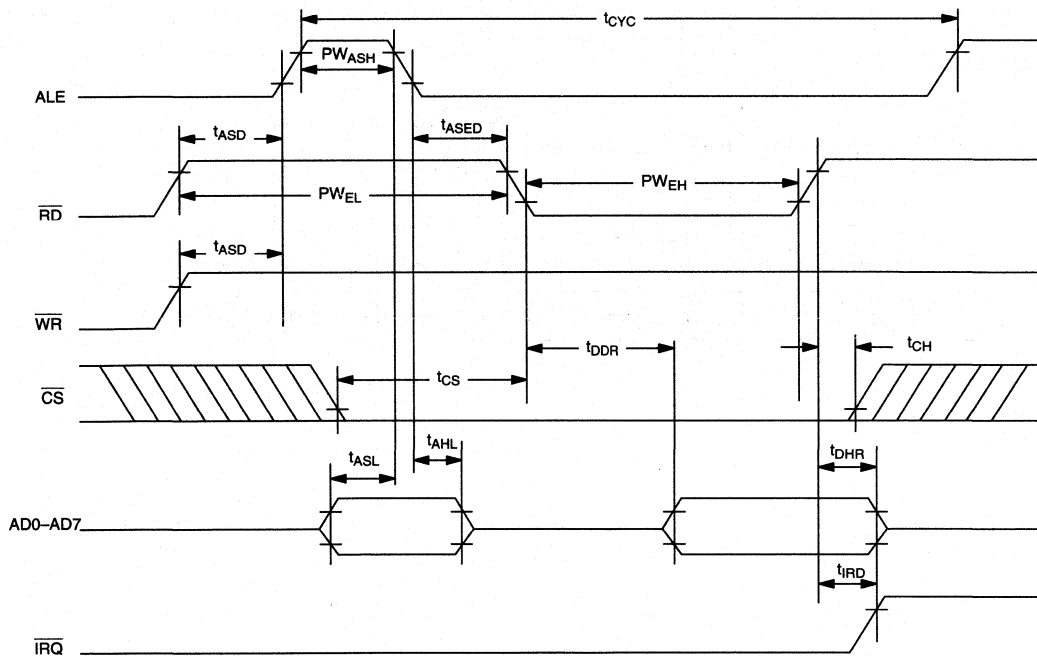 tCYC
PWASH
ALE
tASD
tASED
PWEL
PWEH
RD
tASD
WR
tDDR
tCH
tCS
CS
tAHL
tASL
tDHR
AD0–AD7
tIRD
IRQ